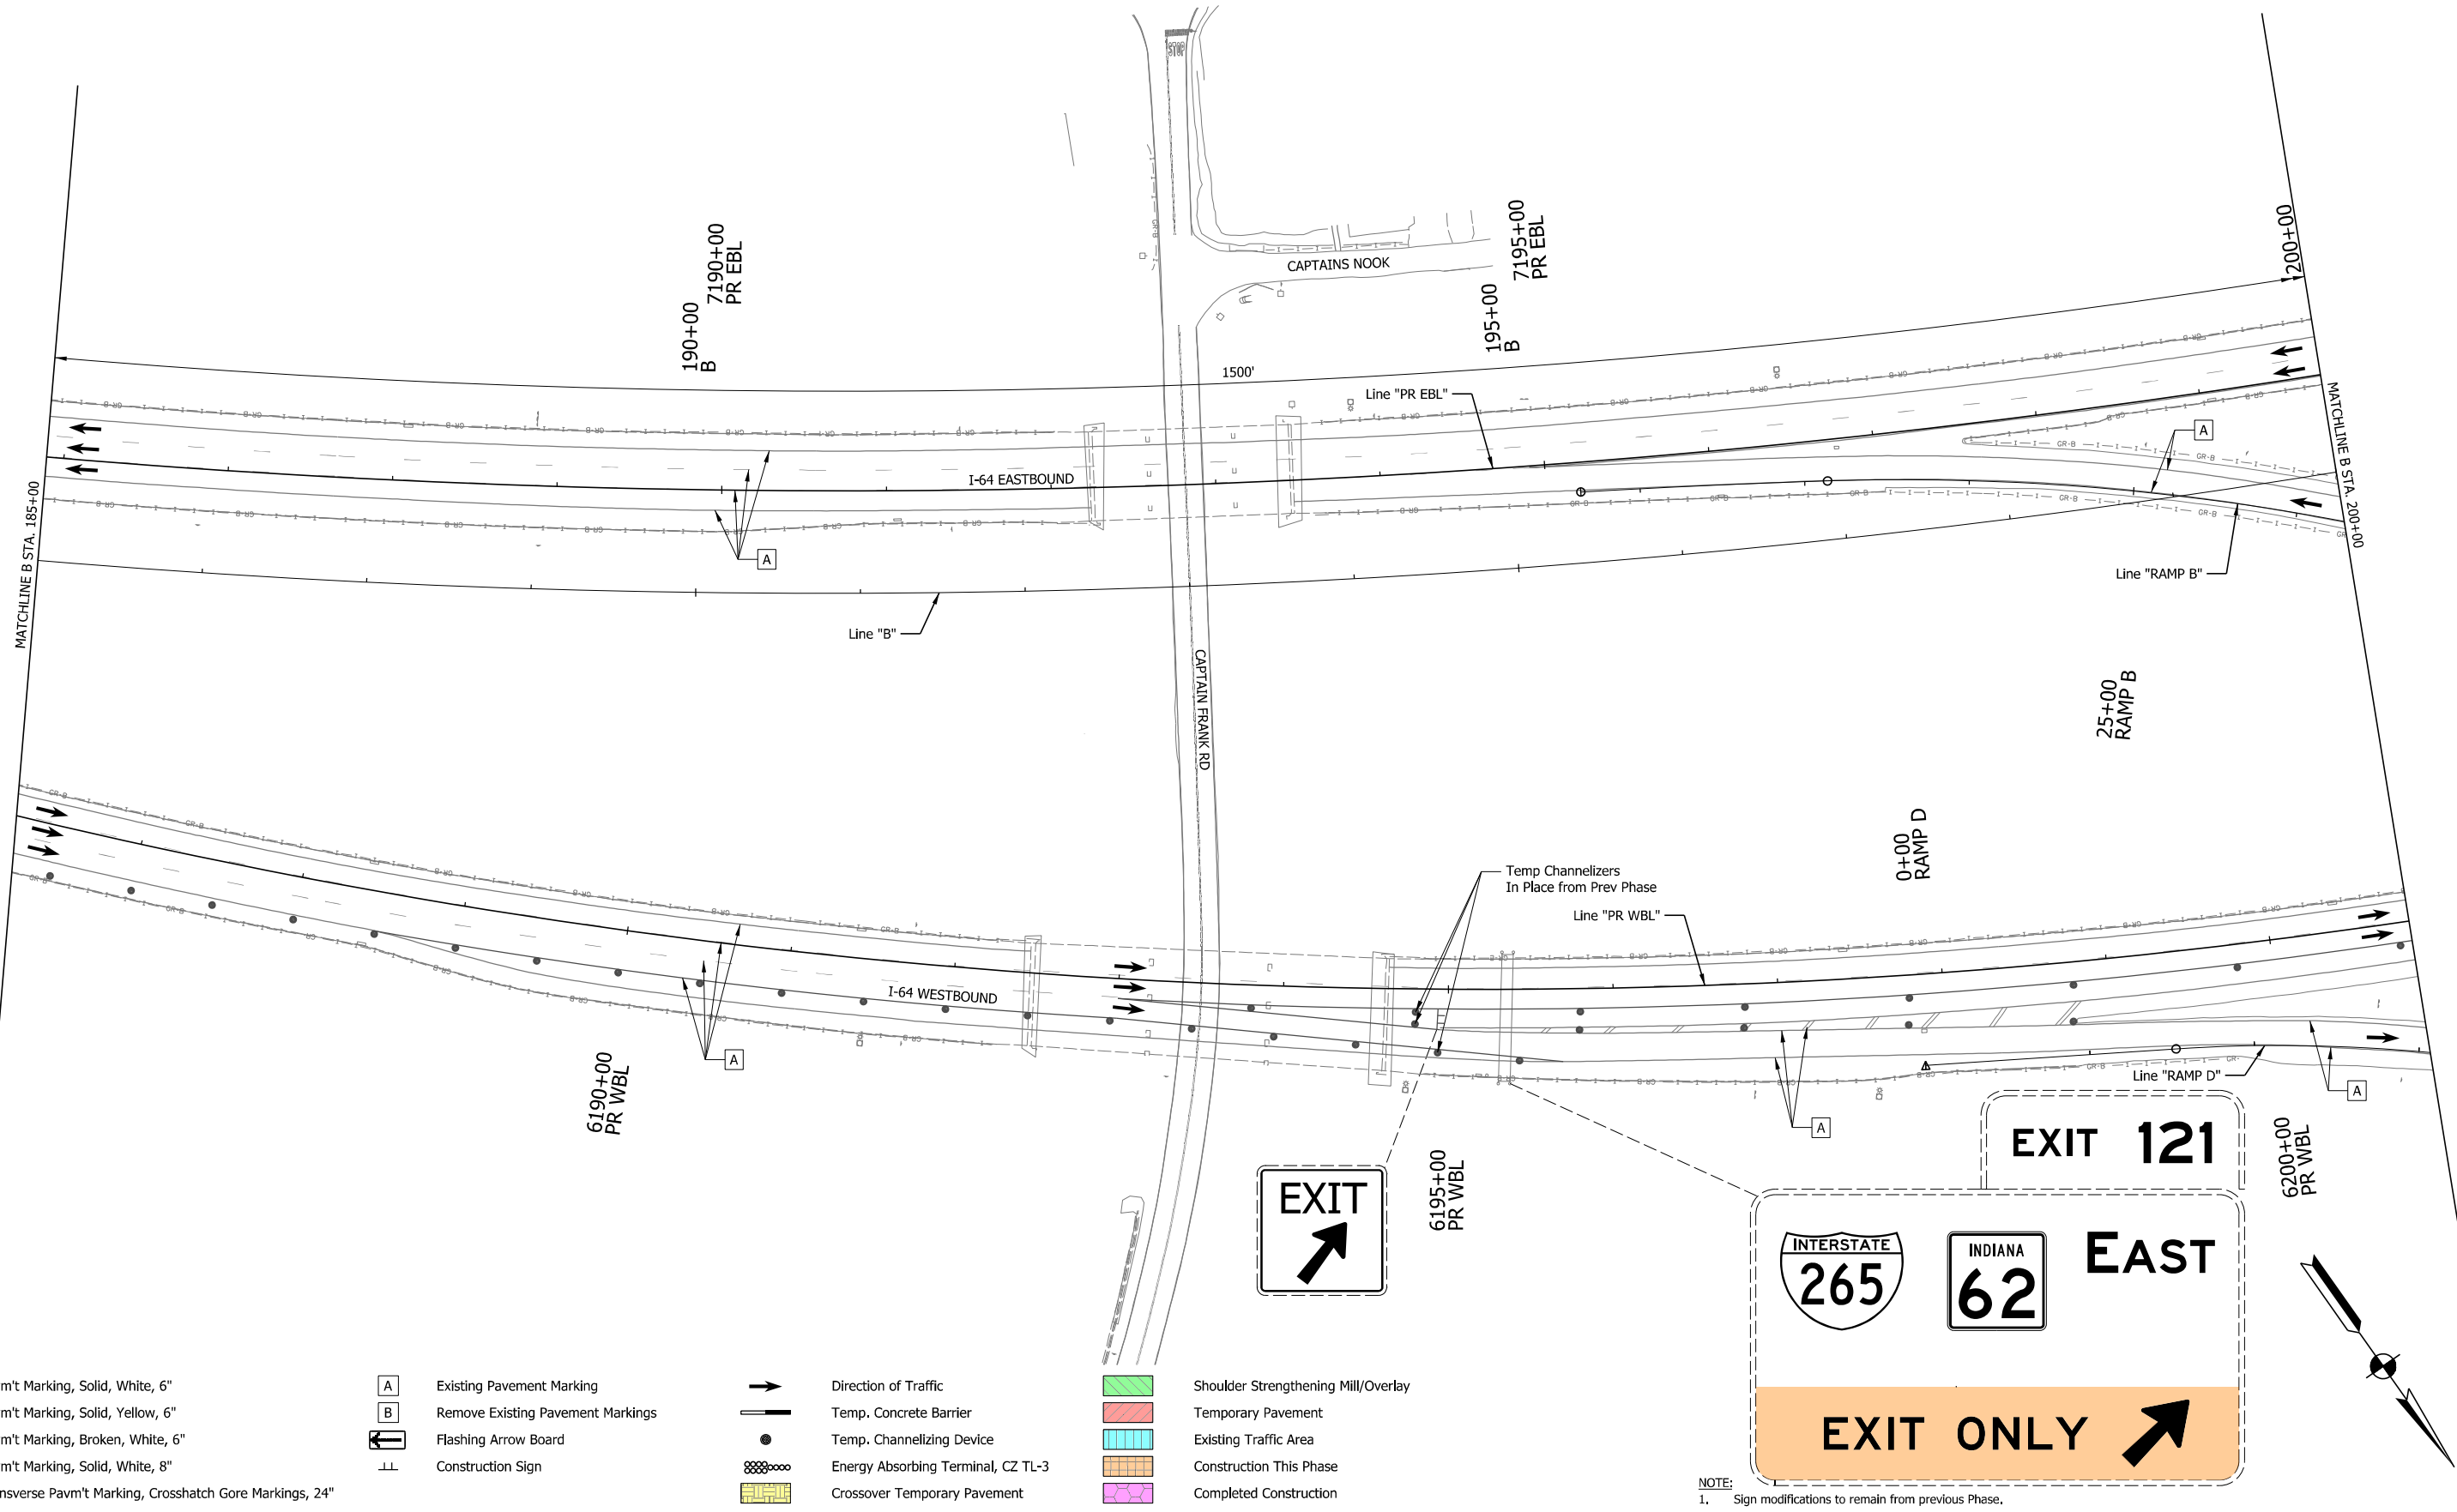 STOP
CAPTAINS NOOK
7190+00
PR EBL
190+00
B
7195+00
PR EBL
195+00
B
200+00
1500'
Line "PR EBL"
I-64 EASTBOUND
A
A
MATCHLINE B STA. 185+00
MATCHLINE B STA. 200+00
Line "RAMP B"
Line "B"
CAPTAIN FRANK RD
25+00
RAMP B
0+00
RAMP D
Temp Channelizers
In Place from Prev Phase
Line "PR WBL"
I-64 WESTBOUND
A
A
A
Line "RAMP D"
6190+00
PR WBL
6195+00
PR WBL
6200+00
PR WBL
EXIT
EXIT 121
INTERSTATE
265
INDIANA
62
EAST
EXIT ONLY
m't Marking, Solid, White, 6"
m't Marking, Solid, Yellow, 6"
m't Marking, Broken, White, 6"
m't Marking, Solid, White, 8"
nsverse Pavm't Marking, Crosshatch Gore Markings, 24"
A Existing Pavement Marking
B Remove Existing Pavement Markings
Flashing Arrow Board
Construction Sign
Direction of Traffic
Temp. Concrete Barrier
Temp. Channelizing Device
Energy Absorbing Terminal, CZ TL-3
Crossover Temporary Pavement
Shoulder Strengthening Mill/Overlay
Temporary Pavement
Existing Traffic Area
Construction This Phase
Completed Construction
NOTE:
1. Sign modifications to remain from previous Phase.